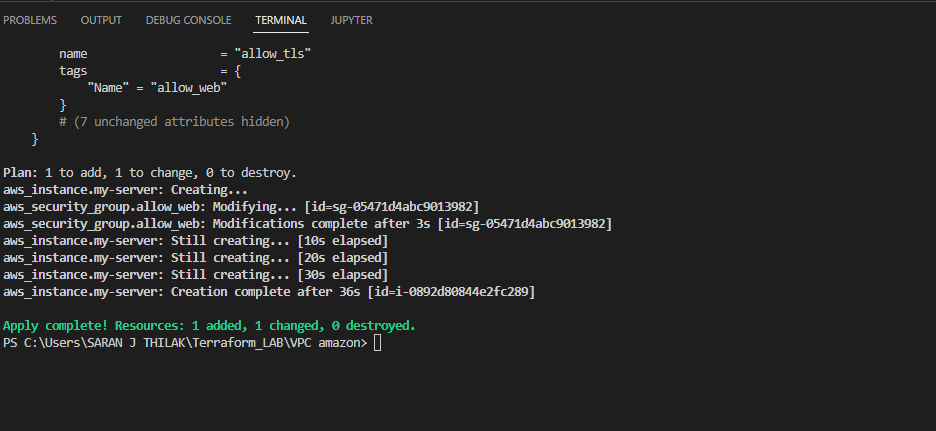 PROBLEMS OUTPUT DEBUG CONSOLE TERMINAL JUPYTER
name = "allow_tls"
tags = {
"Name" = "allow_web"
}
# (7 unchanged attributes hidden)
}
Plan: 1 to add, 1 to change, 0 to destroy.
aws_instance.my-server: Creating...
aws_security_group.allow_web: Modifying... [id=sg-05471d4abc9013982]
aws_security_group.allow_web: Modifications complete after 3s [id=sg-05471d4abc9013982]
aws_instance.my-server: Still creating... [10s elapsed]
aws_instance.my-server: Still creating... [20s elapsed]
aws_instance.my-server: Still creating... [30s elapsed]
aws_instance.my-server: Creation complete after 36s [id=i-0892d80844e2fc289]
Apply complete! Resources: 1 added, 1 changed, 0 destroyed.
PS C:\Users\SARAN J THILAK\Terraform_LAB\VPC amazon>